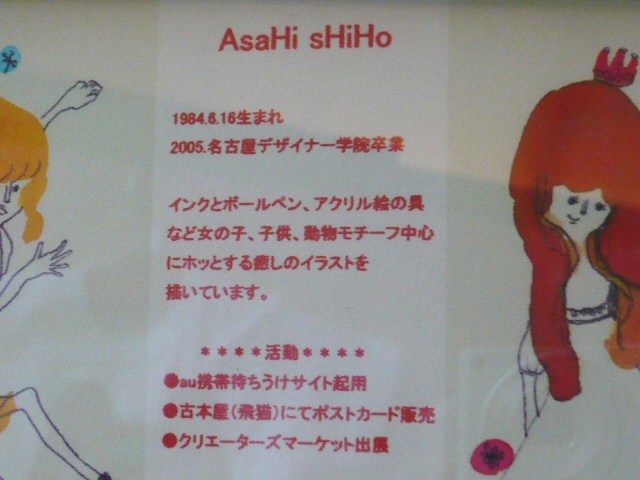 AsaHi sHiHo
1984.6.16生まれ
2005.名古屋デザイナー学院卒業
インクとボールペン、アクリル絵の具
など女の子、子供、動物モチーフ中心
にホッとする癒しのイラストを
描いています。
＊＊＊＊活動＊＊＊＊
●au携帯待ちうけサイト起用
●古本屋(飛猫)にてポストカード販売
●クリエーターズマーケット出展